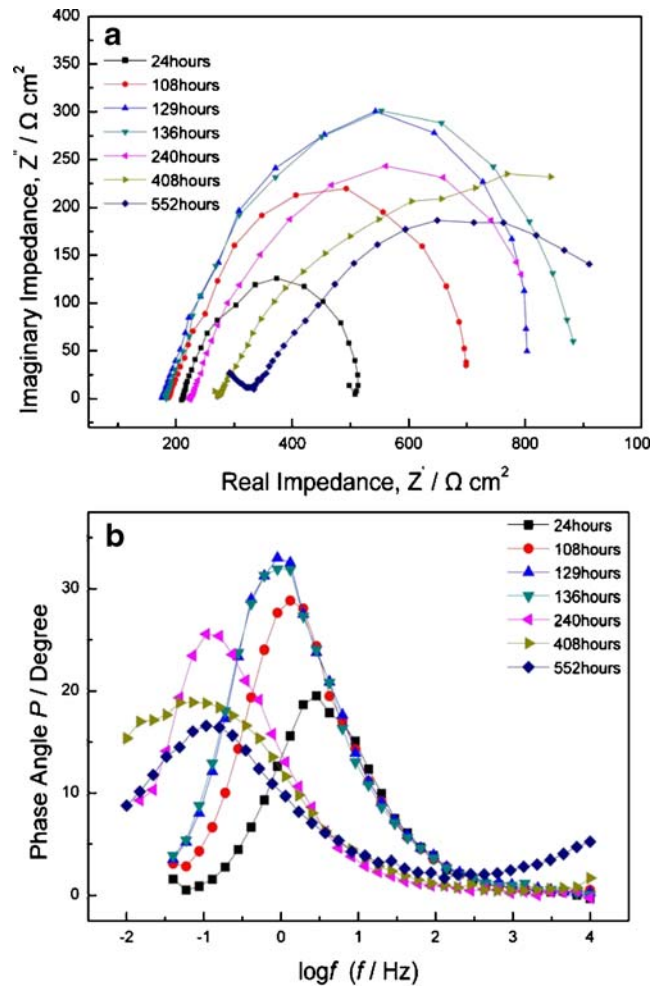 a
24hours
108hours
129hours
136hours
240hours
408hours
552hours
Imaginary Impedance, Z" / Ω cm²
400
350
300
250
200
150
100
50
0
200 400 600 800 100
Real Impedance, Z' / Ω cm²
b
24hours
108hours
129hours
136hours
240hours
408hours
552hours
Phase Angle P / Degree
30
20
10
0
-2 -1 0 1 2 3 4
logf (f / Hz)